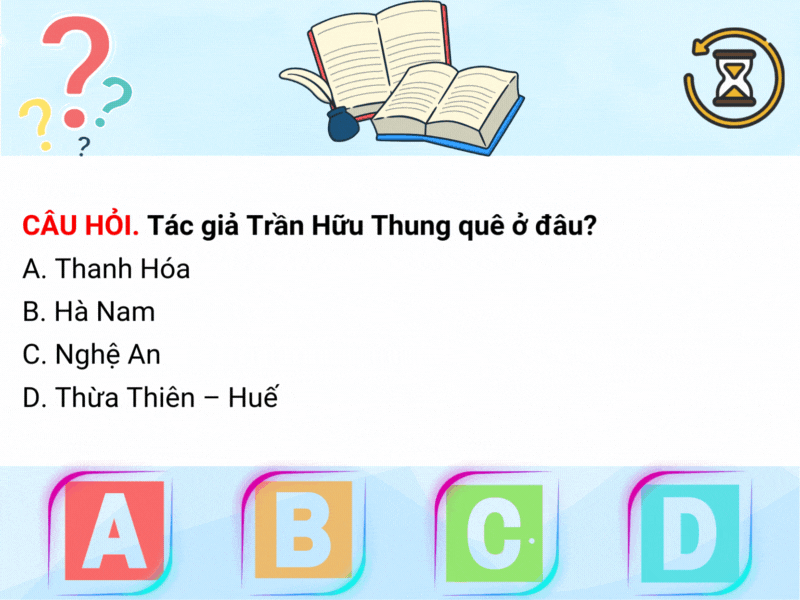 ? ? ? ?
CÂU HỎI. Tác giả Trần Hữu Thung quê ở đâu?
A. Thanh Hóa
B. Hà Nam
C. Nghệ An
D. Thừa Thiên – Huế
A B C D